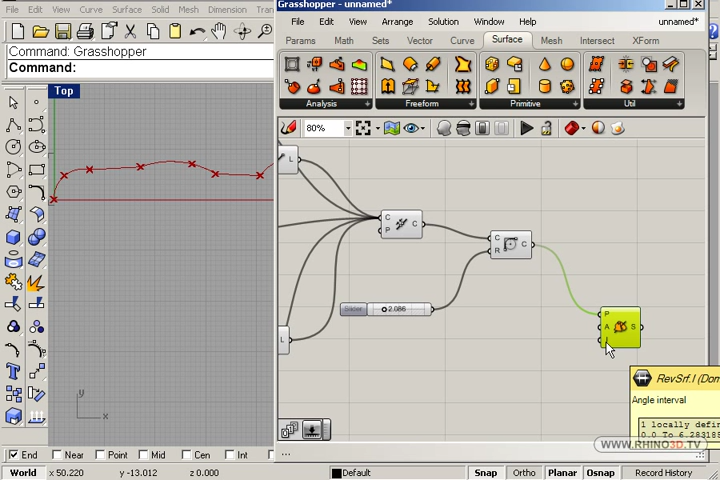 File Edit View Curve Surface Solid Mesh Dimension Tran
Command: Grasshopper
Command:
Top
y
x
Grasshopper - unnamed*
File Edit View Arrange Solution Window Help unnamed*
Params Math Sets Vector Curve Surface Mesh Intersect XForm
Analysis Freeform Primitive Util
80%
L
C
P
C
C
R
C
Slider 2.086
L
P
A
I
S
RevSrf.I (Dom
Angle interval
1 locally defin
0.0 To 6.283185
WWW.RHINO3D.TV
End Near Point Mid Cen Int
World x 50.220 y -13.012 z 0.000 Default Snap Ortho Planar Osnap Record History